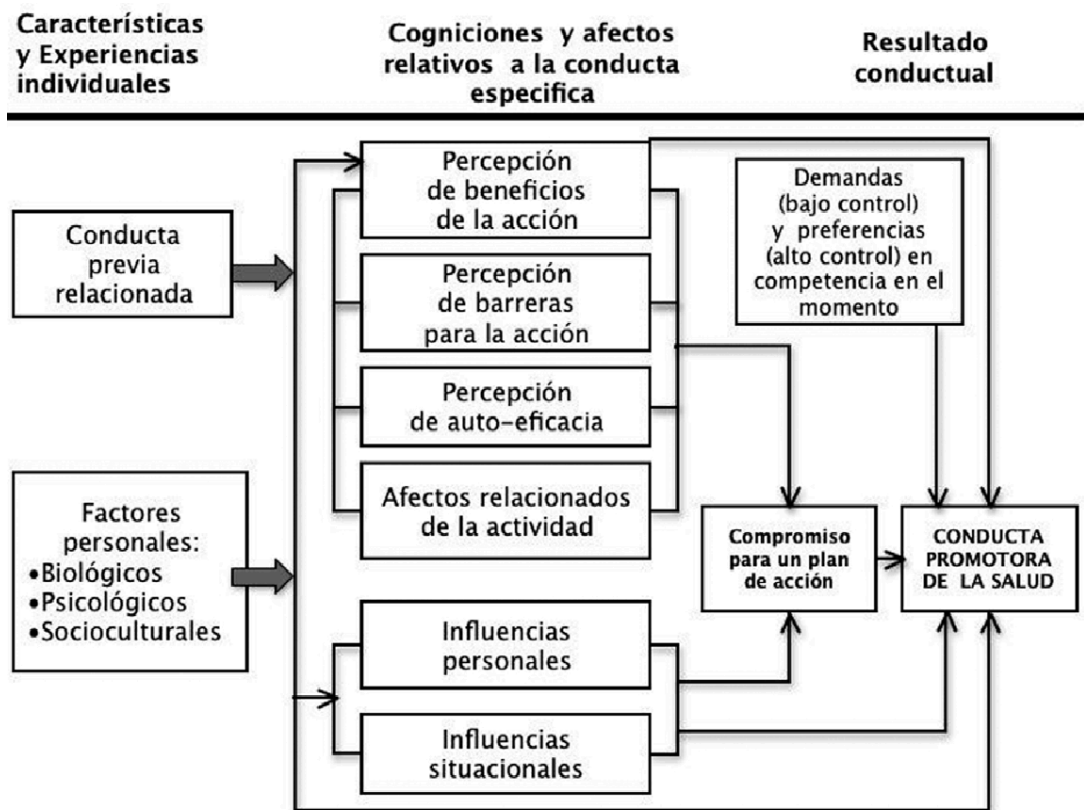 Características
y Experiencias
individuales
Cogniciones y afectos
relativos a la conducta
especifica
Resultado
conductual
Conducta
previa
relacionada
Factores
personales:
•Biológicos
•Psicológicos
•Socioculturales
Percepción
de beneficios
de la acción
Percepción
de barreras
para la acción
Percepción
de auto-eficacia
Afectos relacionados
de la actividad
Influencias
personales
Influencias
situacionales
Demandas
(bajo control)
y preferencias
(alto control) en
competencia en el
momento
Compromiso
para un plan
de acción
CONDUCTA
PROMOTORA
DE LA SALUD